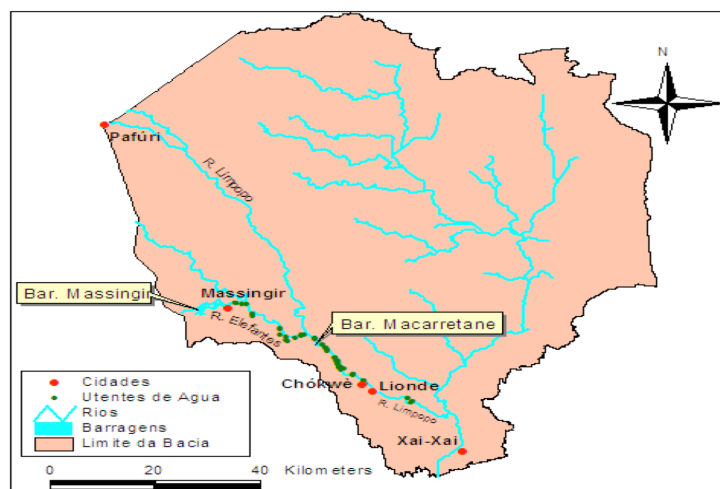 N
Pafúri
R. Limpopo
Bar. Massingir
Massingir
R. Elefantes
Bar. Macarretane
Chókwè
Lionde
R. Limpopo
Xai-Xai
Cidades
Utentes de Agua
Rios
Barragens
Limite da Bacia
0 20 40 Kilometers